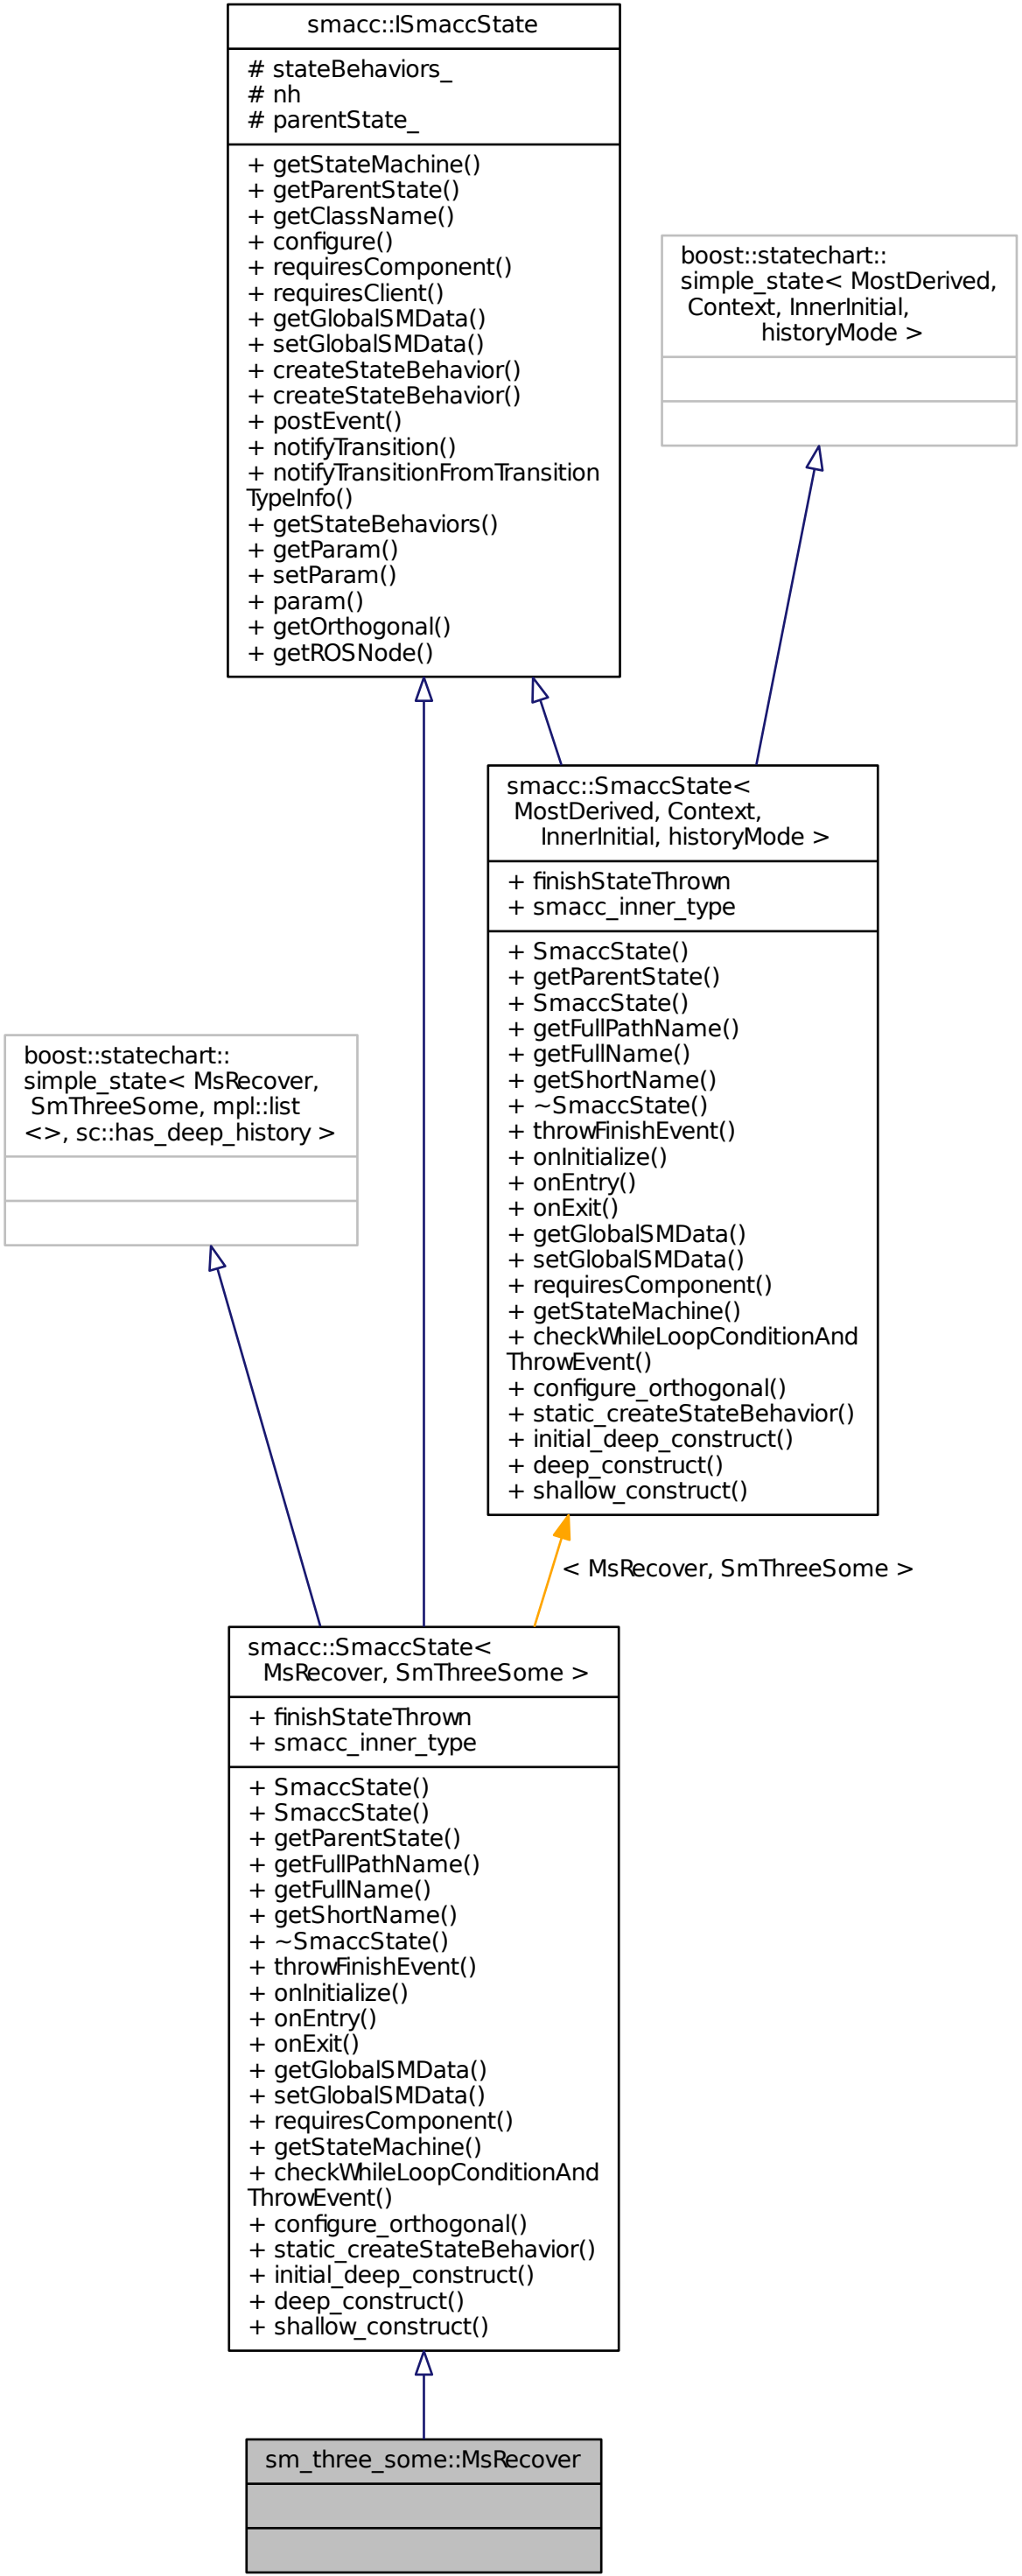 smacc::ISmaccState
# stateBehaviors_
# nh
# parentState_
+ getStateMachine()
+ getParentState()
+ getClassName()
+ configure()
+ requiresComponent()
+ requiresClient()
+ getGlobalSMData()
+ setGlobalSMData()
+ createStateBehavior()
+ createStateBehavior()
+ postEvent()
+ notifyTransition()
+ notifyTransitionFromTransition
TypeInfo()
+ getStateBehaviors()
+ getParam()
+ setParam()
+ param()
+ getOrthogonal()
+ getROSNode()
boost::statechart::
simple_state< MostDerived,
Context, InnerInitial,
historyMode >
smacc::SmaccState<
MostDerived, Context,
InnerInitial, historyMode >
+ finishStateThrown
+ smacc_inner_type
+ SmaccState()
+ getParentState()
+ SmaccState()
+ getFullPathName()
+ getFullName()
+ getShortName()
+ ~SmaccState()
+ throwFinishEvent()
+ onInitialize()
+ onEntry()
+ onExit()
+ getGlobalSMData()
+ setGlobalSMData()
+ requiresComponent()
+ getStateMachine()
+ checkWhileLoopConditionAnd
ThrowEvent()
+ configure_orthogonal()
+ static_createStateBehavior()
+ initial_deep_construct()
+ deep_construct()
+ shallow_construct()
boost::statechart::
simple_state< MsRecover,
SmThreeSome, mpl::list
<>, sc::has_deep_history >
< MsRecover, SmThreeSome >
smacc::SmaccState<
MsRecover, SmThreeSome >
+ finishStateThrown
+ smacc_inner_type
+ SmaccState()
+ SmaccState()
+ getParentState()
+ getFullPathName()
+ getFullName()
+ getShortName()
+ ~SmaccState()
+ throwFinishEvent()
+ onInitialize()
+ onEntry()
+ onExit()
+ getGlobalSMData()
+ setGlobalSMData()
+ requiresComponent()
+ getStateMachine()
+ checkWhileLoopConditionAnd
ThrowEvent()
+ configure_orthogonal()
+ static_createStateBehavior()
+ initial_deep_construct()
+ deep_construct()
+ shallow_construct()
sm_three_some::MsRecover